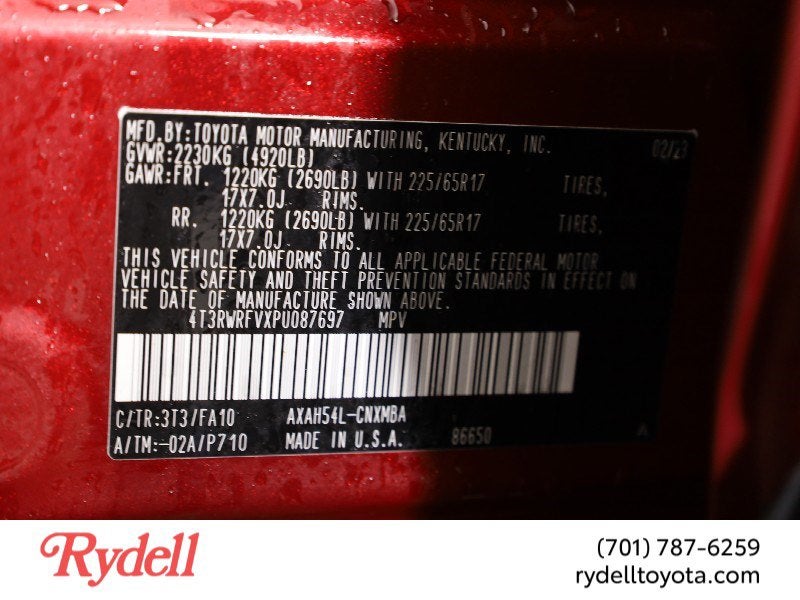 MFD. BY: TOYOTA MOTOR MANUFACTURING, KENTUCKY, INC. 02/23
GVWR: 2230KG (4920LB)
GAWR: FRT. 1220KG (2690LB) WITH 225/65R17 TIRES,
17X7.0J RIMS.
RR. 1220KG (2690LB) WITH 225/65R17 TIRES,
17X7.0J RIMS.
THIS VEHICLE CONFORMS TO ALL APPLICABLE FEDERAL MOTOR
VEHICLE SAFETY AND THEFT PREVENTION STANDARDS IN EFFECT ON
THE DATE OF MANUFACTURE SHOWN ABOVE.
4T3RWRFVXPU087697 MPV
C/TR: 3T3/FA10 AXAH54L-CNXMBA
A/TM: -02A/P710 MADE IN U.S.A. 86650
Rydell
(701) 787-6259
rydelltoyota.com